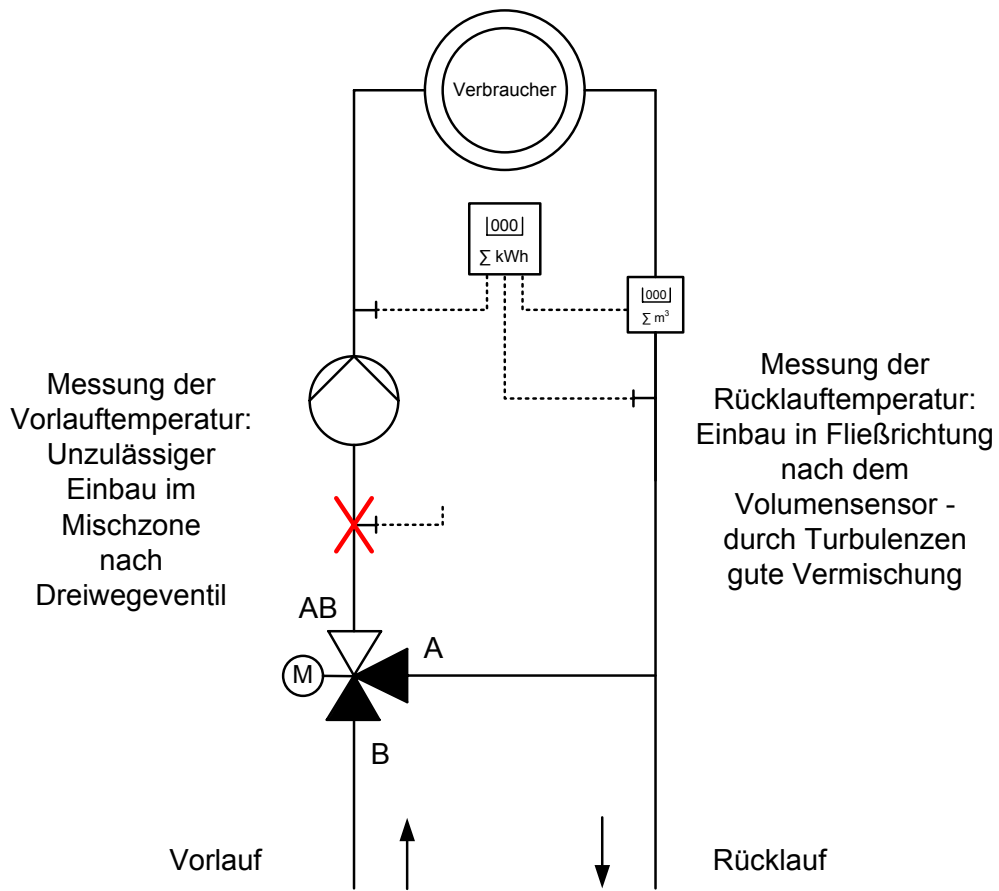 Verbraucher
|000|
∑ kWh
|000|
∑ m³
Messung der
Vorlauftemperatur:
Unzulässiger
Einbau im
Mischzone
nach
Dreiwegeventil
Messung der
Rücklauftemperatur:
Einbau in Fließrichtung
nach dem
Volumensensor -
durch Turbulenzen
gute Vermischung
AB
A
M
B
Vorlauf
Rücklauf